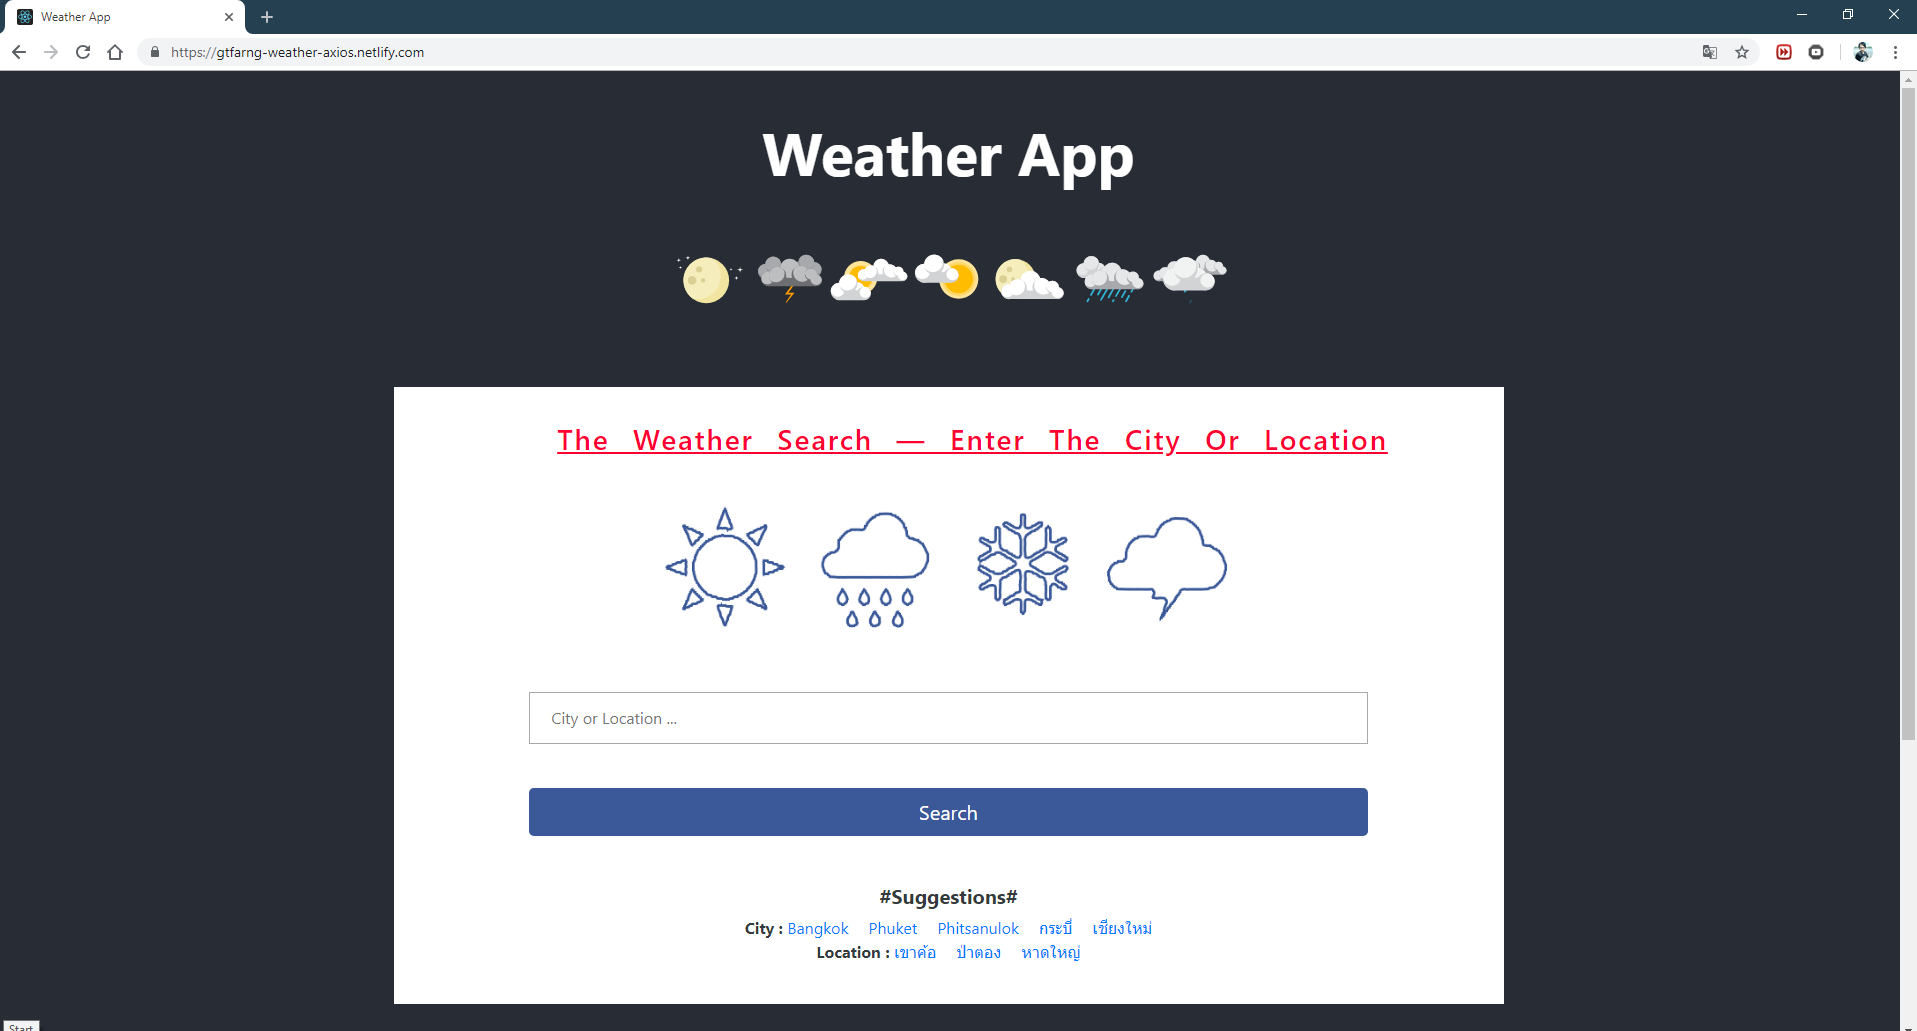 Weather App
https://gtfarng-weather-axios.netlify.com
Weather App
The Weather Search — Enter The City Or Location
City or Location ...
Search
#Suggestions#
City : Bangkok Phuket Phitsanulok กระบี่ เชียงใหม่
Location : เขาค้อ ป่าตอง หาดใหญ่
Start